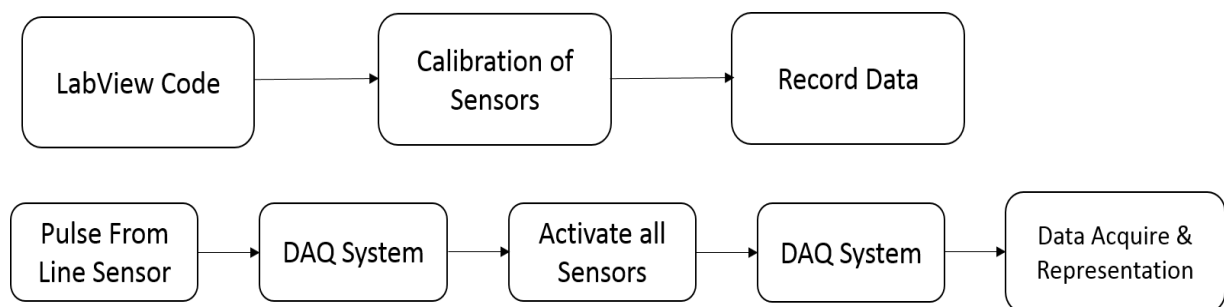 LabView Code
Calibration of
Sensors
Record Data
Pulse From
Line Sensor
DAQ System
Activate all
Sensors
DAQ System
Data Acquire &
Representation